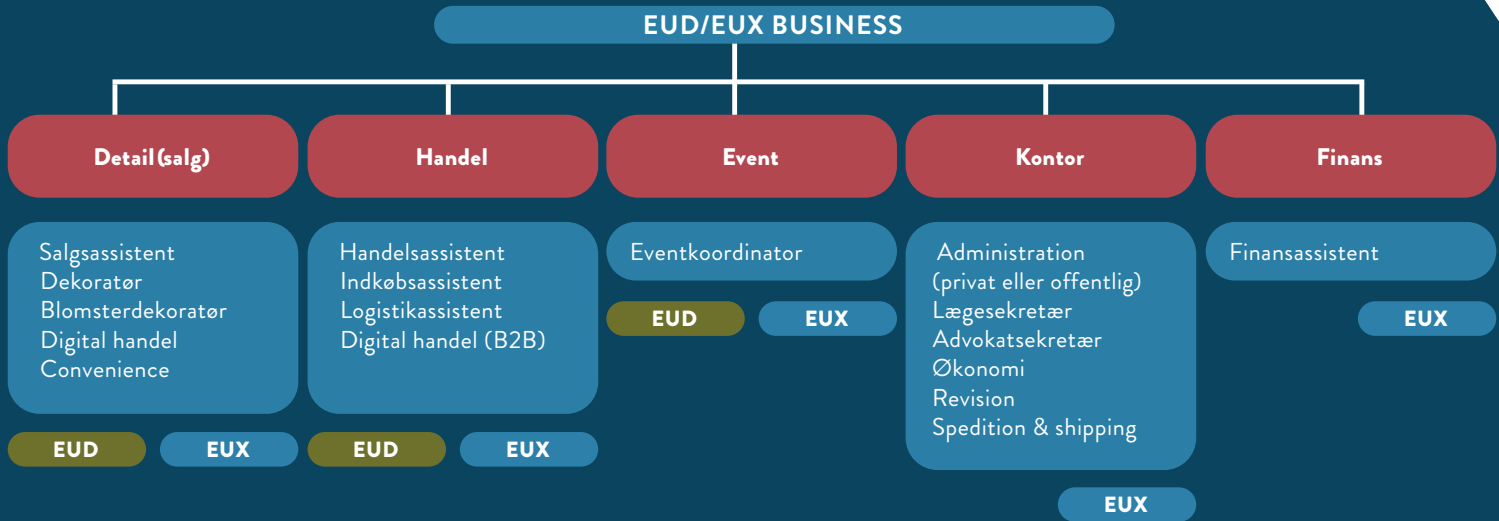 EUD/EUX BUSINESS
Detail (salg)
Salgsassistent
Dekoratør
Blomsterdekoratør
Digital handel
Convenience
EUD
EUX
Handel
Handelsassistent
Indkøbsassistent
Logistikassistent
Digital handel (B2B)
EUD
EUX
Event
Eventkoordinator
EUD
EUX
Kontor
Administration
(privat eller offentlig)
Lægesekretær
Advokatsekretær
Økonomi
Revision
Spedition & shipping
EUX
Finans
Finansassistent
EUX